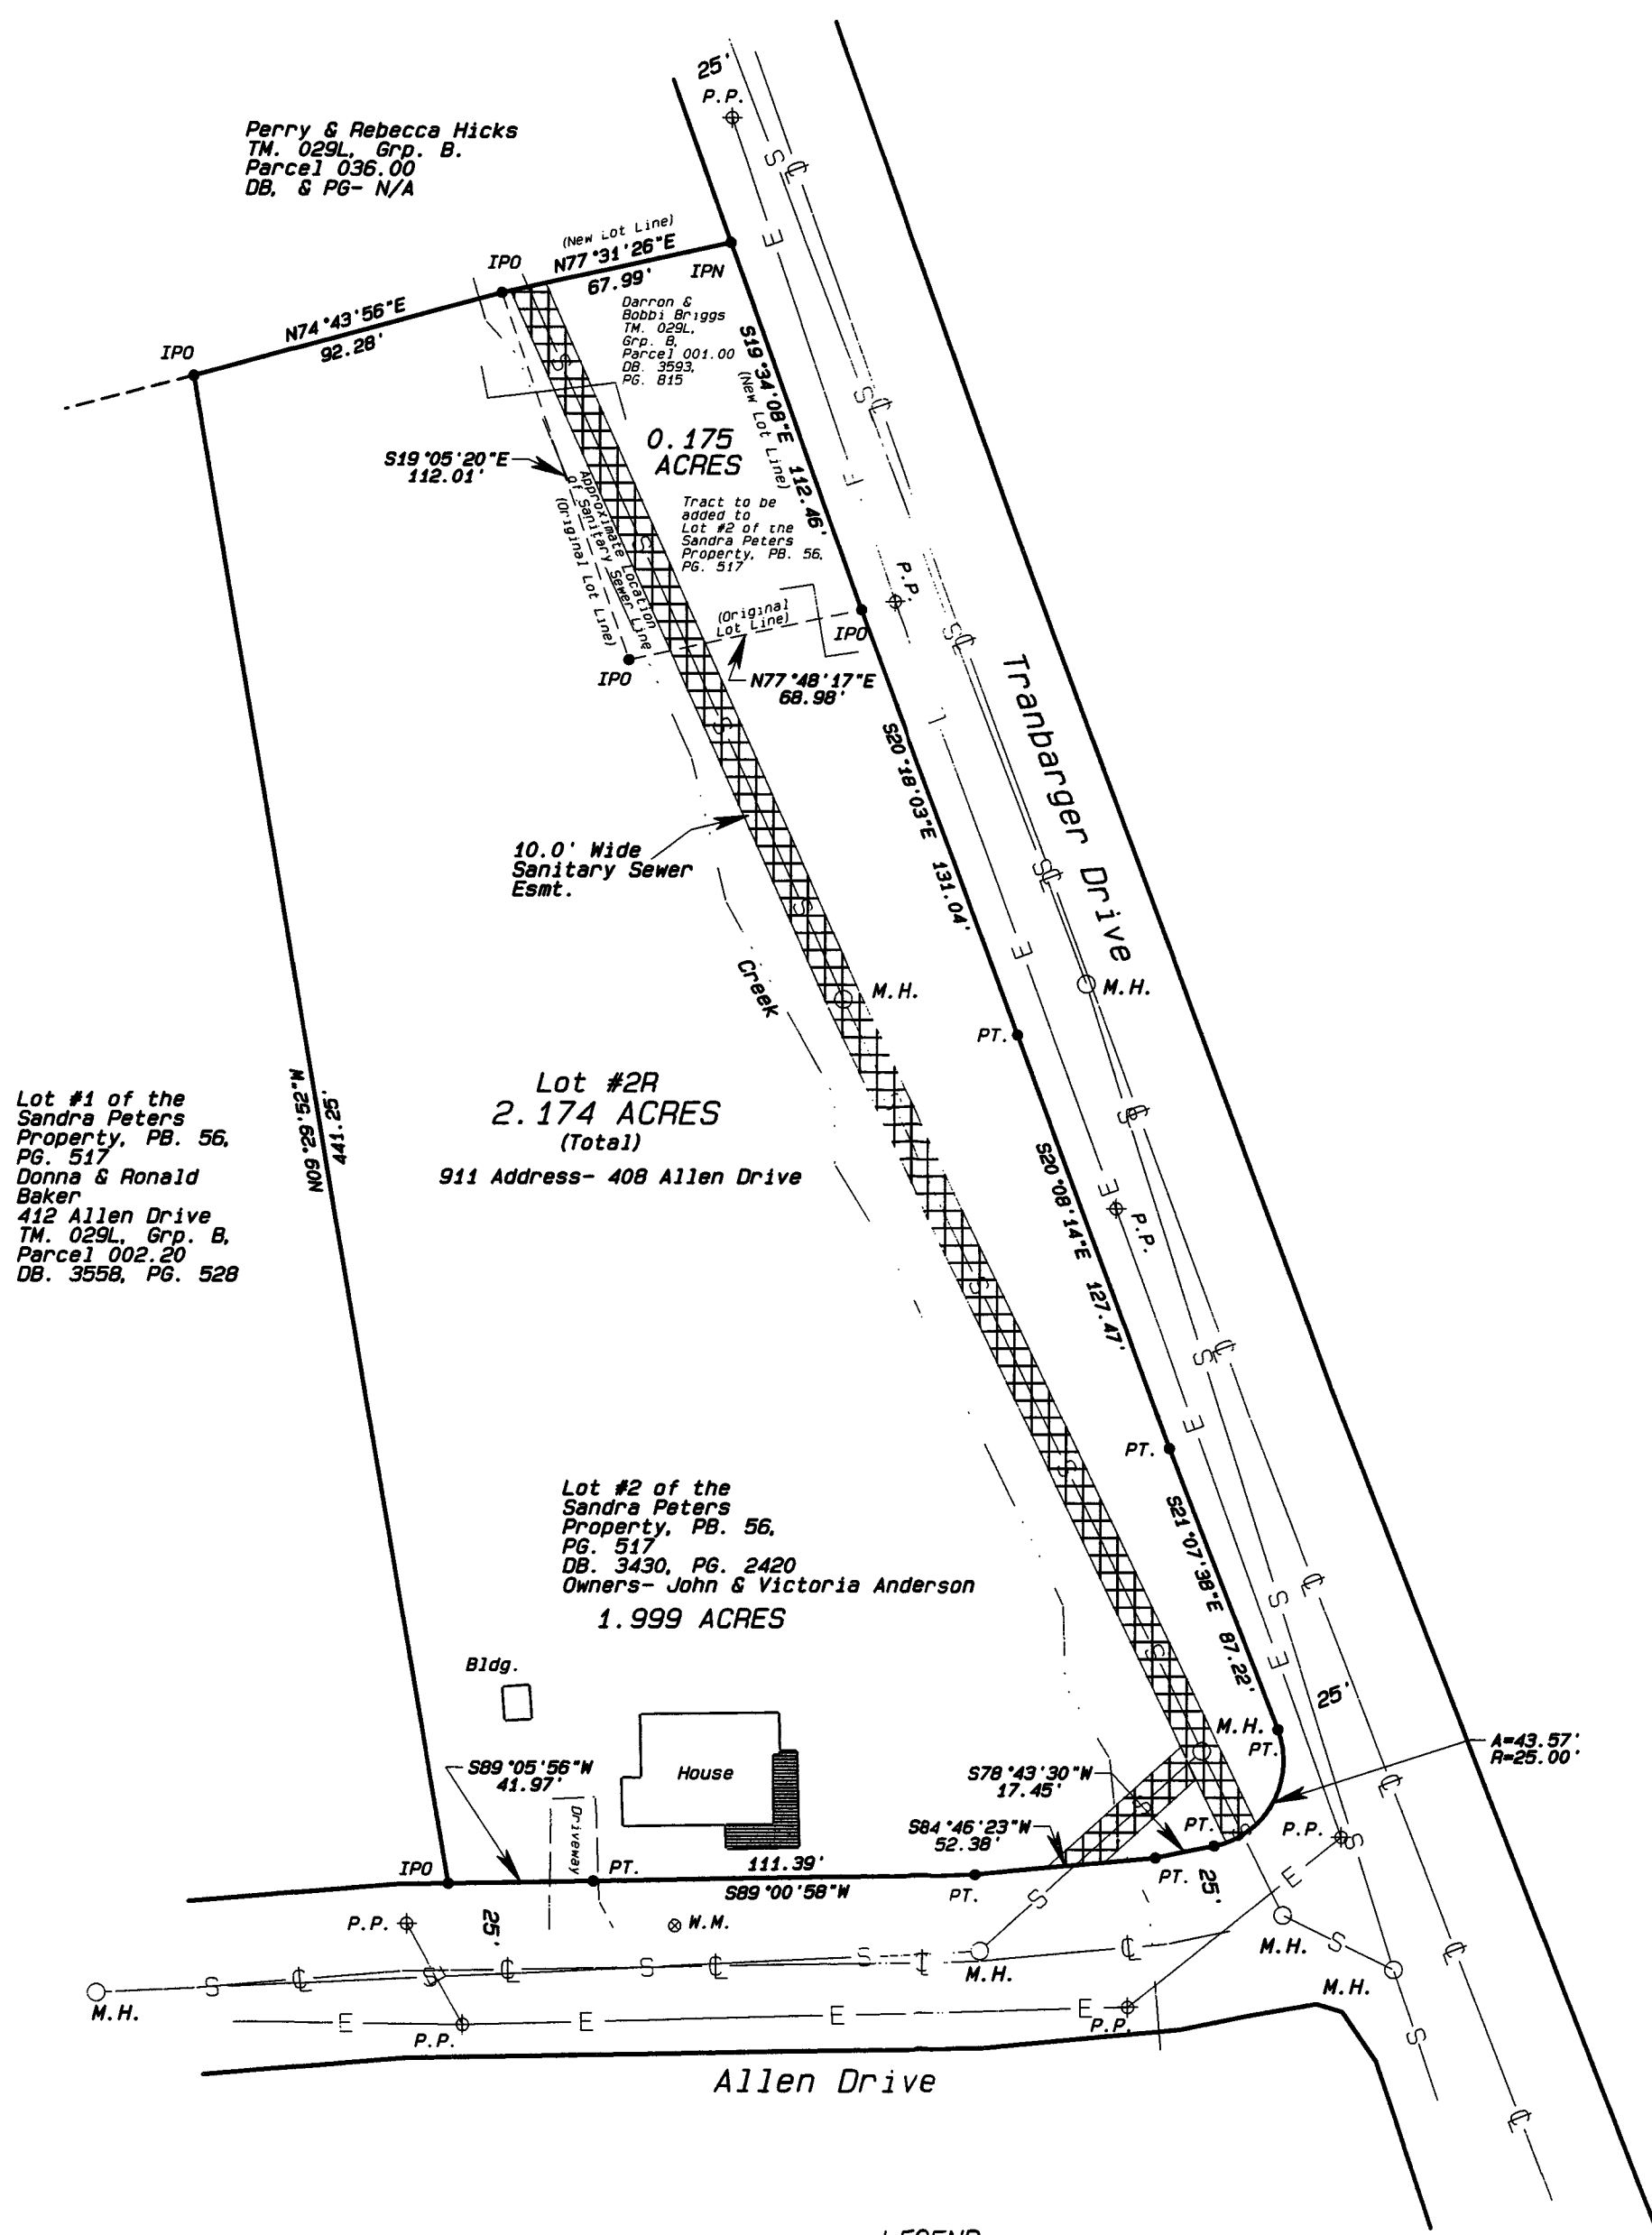 25'
P.P.
Perry & Rebecca Hicks
TM. 029L, Grp. B.
Parcel 036.00
DB, & PG- N/A
(New Lot Line)
N77°31'26"E
67.99'
IPO
IPN
N74°43'56"E
92.28'
IPO
Darron &
Bobbi Briggs
TM. 029L,
Grp. B,
Parcel 001.00
DB. 3593,
PG. 815
S19°34'08"E 112.46'
(New Lot Line)
0.175
ACRES
S19°05'20"E
112.01'
Approximate Location
of Sanitary Sewer Line
(Original Lot Line)
Tract to be
added to
Lot #2 of the
Sandra Peters
Property, PB. 56,
PG. 517
P.P.
(Original
Lot Line)
IPO
IPO
N77°48'17"E
68.98'
Tranbarger Drive
S20°18'03"E 131.04'
10.0' Wide
Sanitary Sewer
Esmt.
Creek
M.H.
M.H.
PT.
Lot #2R
2.174 ACRES
(Total)
911 Address- 408 Allen Drive
N09°29'52"W
441.25'
Lot #1 of the
Sandra Peters
Property, PB. 56,
PG. 517
Donna & Ronald
Baker
412 Allen Drive
TM. 029L, Grp. B,
Parcel 002.20
DB. 3558, PG. 528
S20°08'14"E 127.47'
P.P.
PT.
Lot #2 of the
Sandra Peters
Property, PB. 56,
PG. 517
DB. 3430, PG. 2420
Owners- John & Victoria Anderson
1.999 ACRES
S21°07'38"E 87.22'
25'
Bldg.
House
M.H.
PT.
A=43.57'
R=25.00'
S89°05'56"W
41.97'
S78°43'30"W
17.45'
S84°46'23"W
52.38'
Driveway
PT.
P.P.
IPO
PT.
111.39'
S89°00'58"W
PT.
PT.
25'
P.P.
25'
W.M.
M.H.
M.H.
M.H.
M.H.
P.P.
P.P.
Allen Drive